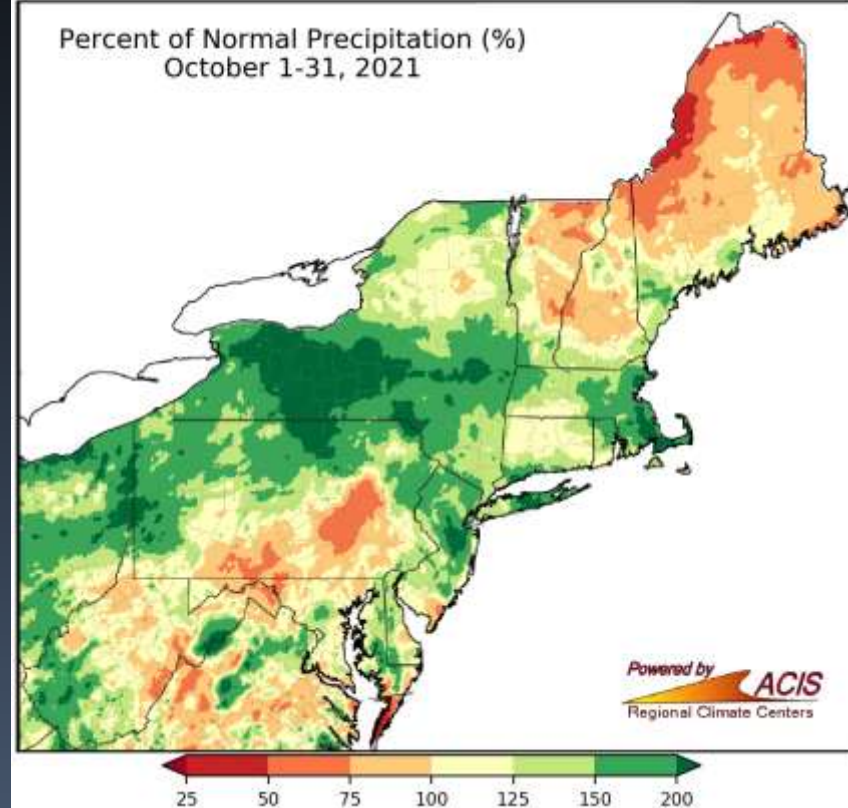 Percent of Normal Precipitation (%)
October 1-31, 2021
Powered by
ACIS
Regional Climate Centers
25 50 75 100 125 150 200